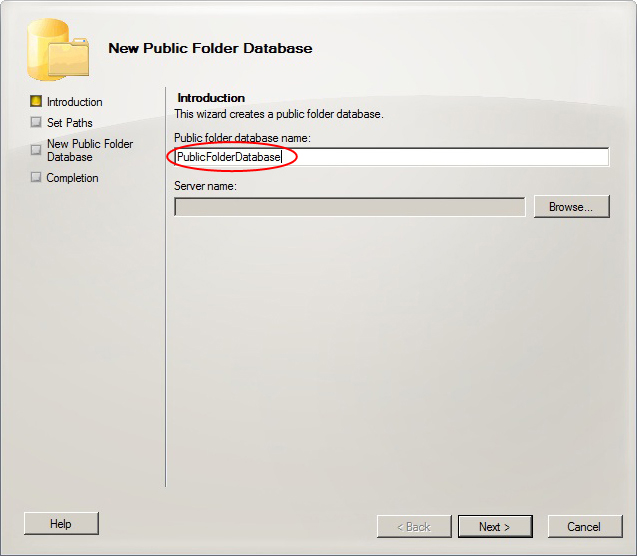 New Public Folder Database
Introduction
Set Paths
New Public Folder
Database
Completion
Introduction
This wizard creates a public folder database.
Public folder database name:
PublicFolderDatabase
Server name:
Browse...
Help
< Back
Next >
Cancel